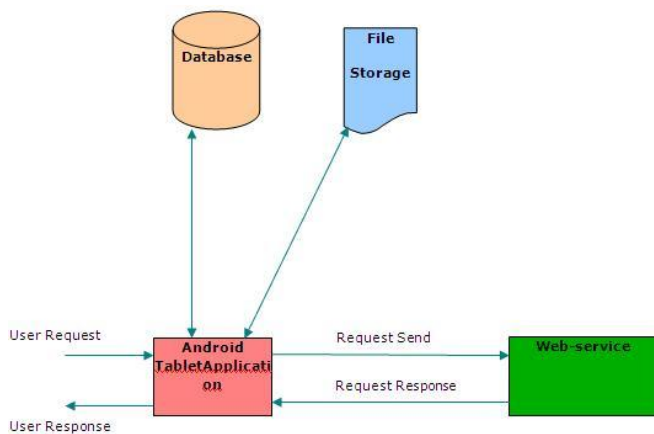 Database
File
Storage
User Request
Android
TabletApplicati
on
Request Send
Web-service
Request Response
User Response